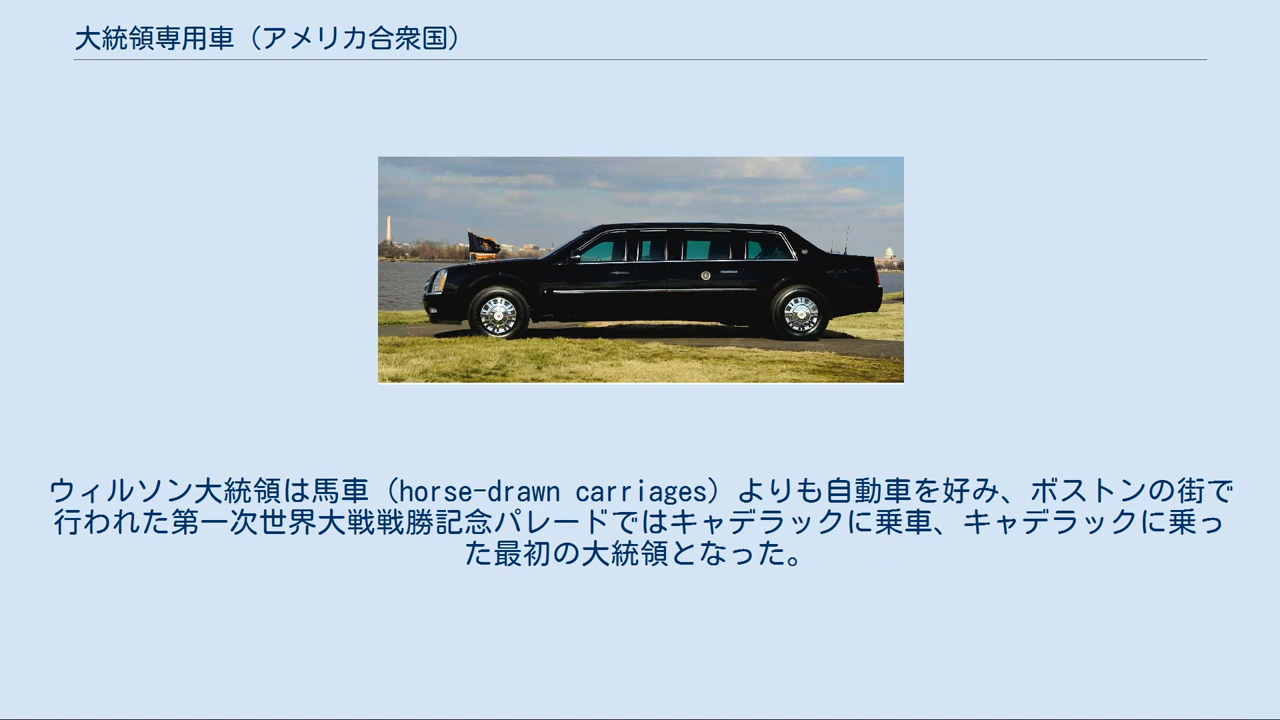 大統領専用車（アメリカ合衆国）
ウィルソン大統領は馬車（horse-drawn carriages）よりも自動車を好み、ボストンの街で
行われた第一次世界大戦戦勝記念パレードではキャデラックに乗車、キャデラックに乗っ
た最初の大統領となった。